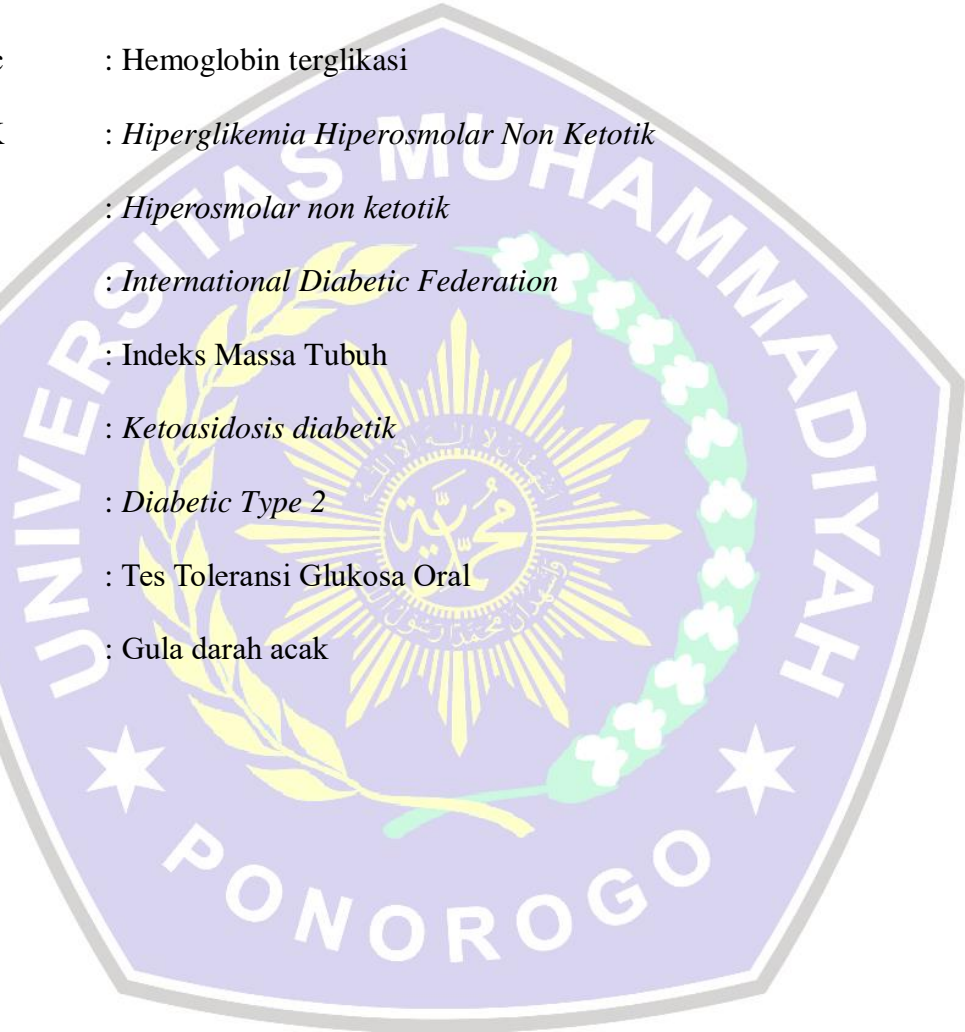 c : Hemoglobin terglikasi
K : Hiperglikemia Hiperosmolar Non Ketotik
: Hiperosmolar non ketotik
: International Diabetic Federation
: Indeks Massa Tubuh
: Ketoasidosis diabetik
: Diabetic Type 2
: Tes Toleransi Glukosa Oral
: Gula darah acak
UNIVERSITAS MUHAMMADIYAH
PONOROGO